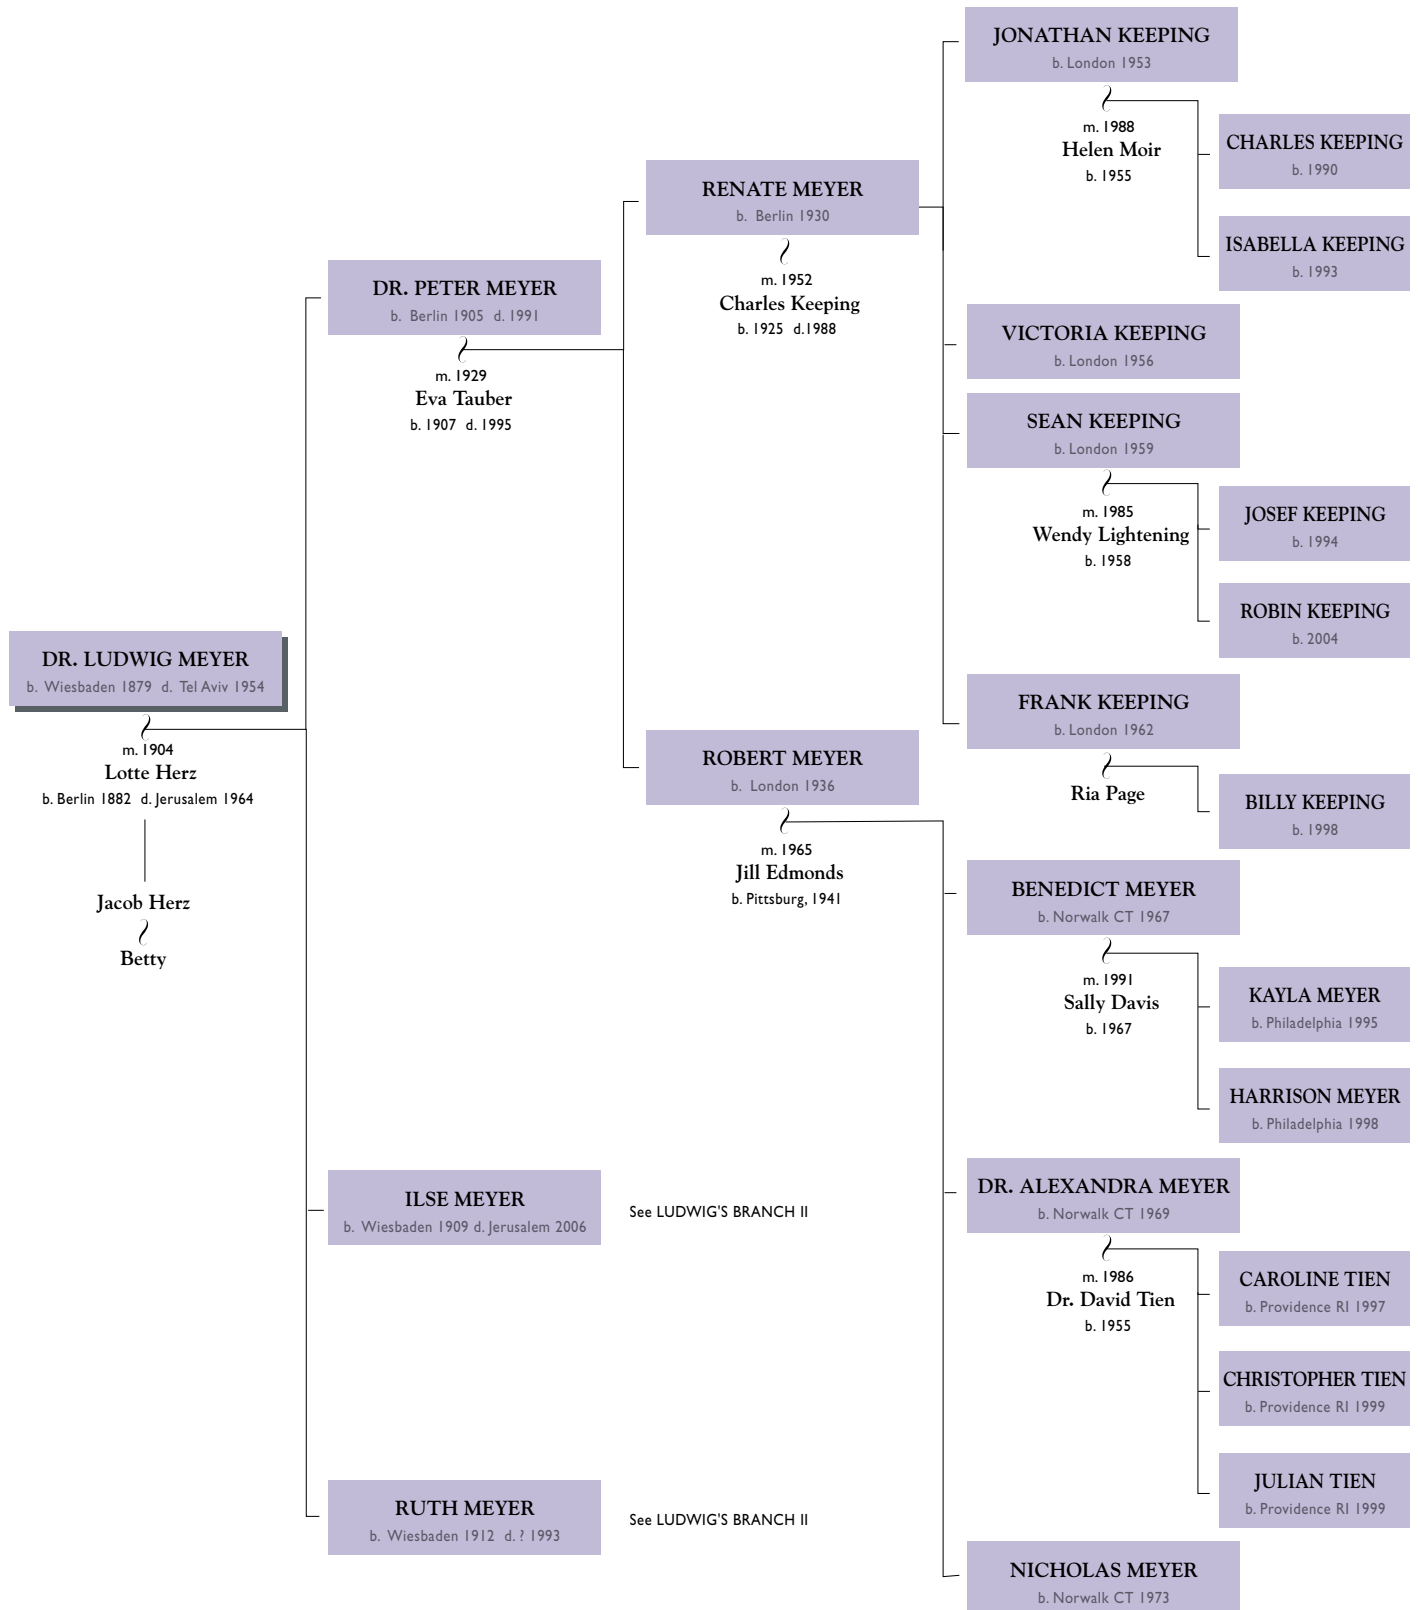 DR. LUDWIG MEYER
b. Wiesbaden 1879 d. Tel Aviv 1954
m. 1904
Lotte Herz
b. Berlin 1882 d. Jerusalem 1964
Jacob Herz
Betty
DR. PETER MEYER
b. Berlin 1905 d. 1991
m. 1929
Eva Tauber
b. 1907 d. 1995
RENATE MEYER
b. Berlin 1930
m. 1952
Charles Keeping
b. 1925 d.1988
JONATHAN KEEPING
b. London 1953
m. 1988
Helen Moir
b. 1955
CHARLES KEEPING
b. 1990
ISABELLA KEEPING
b. 1993
VICTORIA KEEPING
b. London 1956
SEAN KEEPING
b. London 1959
m. 1985
Wendy Lightening
b. 1958
JOSEF KEEPING
b. 1994
ROBIN KEEPING
b. 2004
FRANK KEEPING
b. London 1962
Ria Page
BILLY KEEPING
b. 1998
ROBERT MEYER
b. London 1936
m. 1965
Jill Edmonds
b. Pittsburg, 1941
BENEDICT MEYER
b. Norwalk CT 1967
m. 1991
Sally Davis
b. 1967
KAYLA MEYER
b. Philadelphia 1995
HARRISON MEYER
b. Philadelphia 1998
DR. ALEXANDRA MEYER
b. Norwalk CT 1969
m. 1986
Dr. David Tien
b. 1955
CAROLINE TIEN
b. Providence RI 1997
CHRISTOPHER TIEN
b. Providence RI 1999
JULIAN TIEN
b. Providence RI 1999
NICHOLAS MEYER
b. Norwalk CT 1973
ILSE MEYER
b. Wiesbaden 1909 d. Jerusalem 2006
See LUDWIG'S BRANCH II
RUTH MEYER
b. Wiesbaden 1912 d. ? 1993
See LUDWIG'S BRANCH II